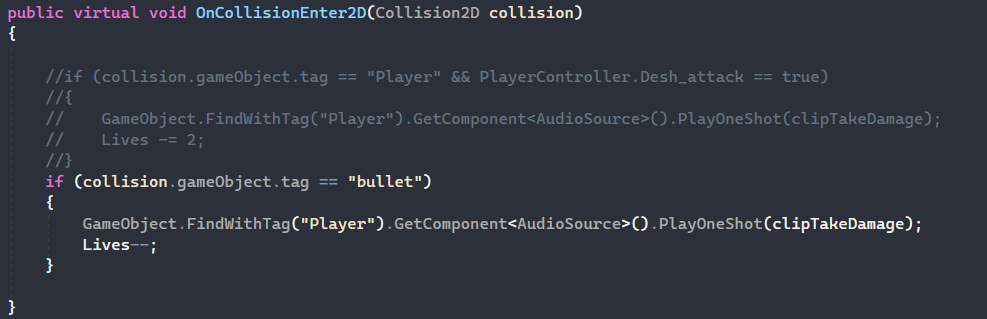 public virtual void OnCollisionEnter2D(Collision2D collision)
{
//if (collision.gameObject.tag == "Player" && PlayerController.Desh_attack == true)
//{
//    GameObject.FindWithTag("Player").GetComponent<AudioSource>().PlayOneShot(clipTakeDamage);
//    Lives -= 2;
//}
if (collision.gameObject.tag == "bullet")
{
GameObject.FindWithTag("Player").GetComponent<AudioSource>().PlayOneShot(clipTakeDamage);
Lives--;
}
}